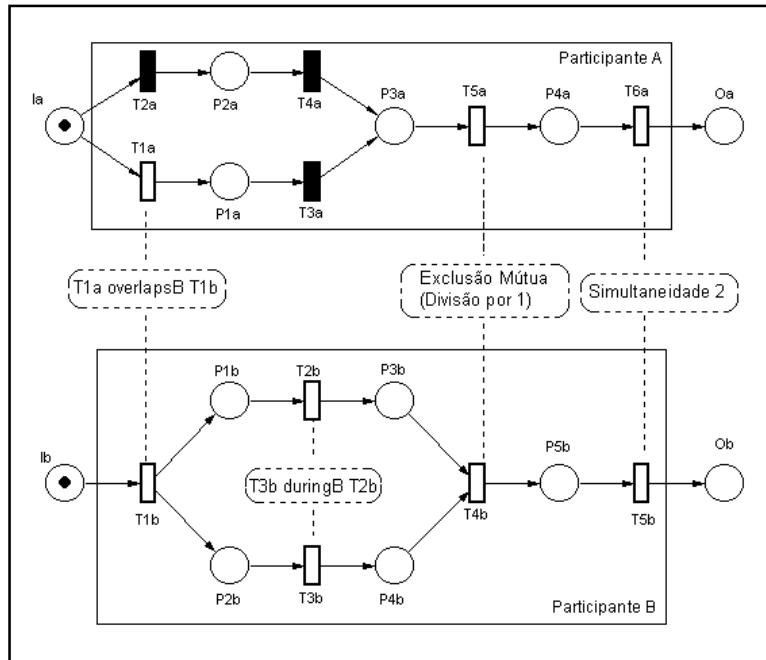 Participante A
Ia
T2a
P2a
T4a
P3a
T5a
P4a
T6a
Oa
T1a
P1a
T3a
T1a overlapsB T1b
Exclusão Mútua
(Divisão por 1)
Simultaneidade 2
P1b
T2b
P3b
Ib
T1b
T3b duringB T2b
T4b
P5b
T5b
Ob
P2b
T3b
P4b
Participante B